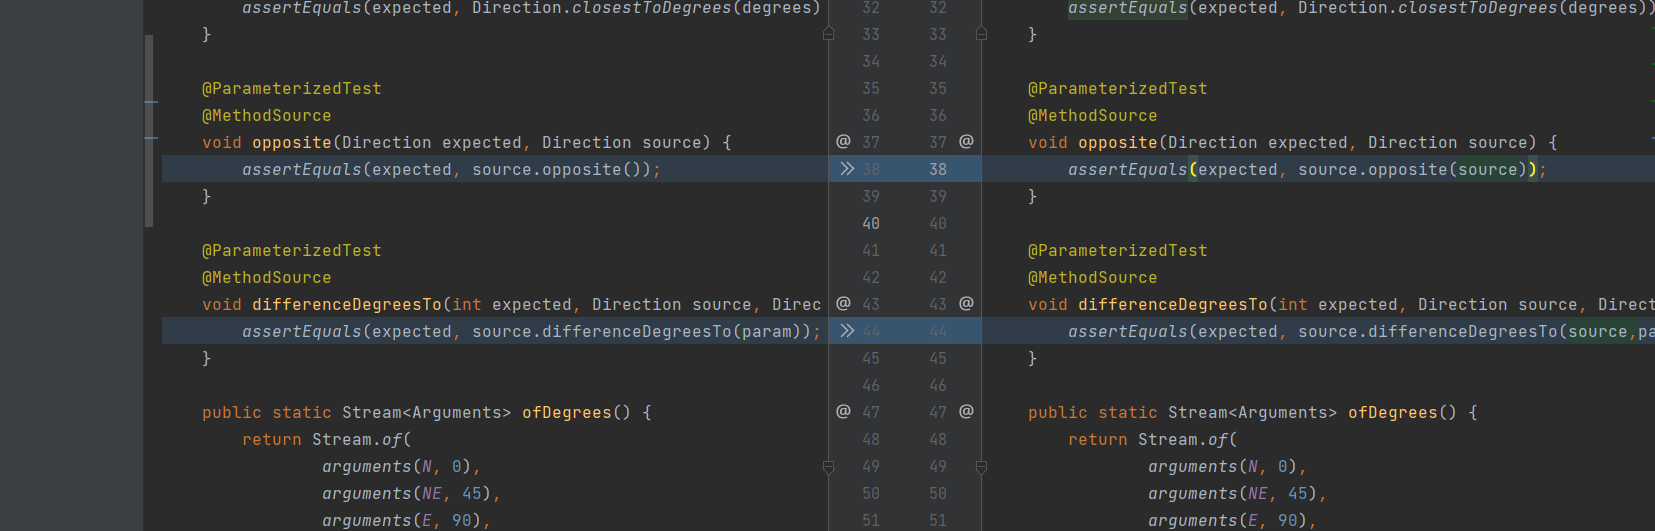 assertEquals(expected, Direction.closestToDegrees(degrees) 32 32 assertEquals(expected, Direction.closestToDegrees(degrees))
} 33 33 }
34 34
@ParameterizedTest 35 35 @ParameterizedTest
@MethodSource 36 36 @MethodSource
void opposite(Direction expected, Direction source) { @ 37 37 @ void opposite(Direction expected, Direction source) {
assertEquals(expected, source.opposite()); >> 38 38 assertEquals(expected, source.opposite(source));
} 39 39 }
40 40
@ParameterizedTest 41 41 @ParameterizedTest
@MethodSource 42 42 @MethodSource
void differenceDegreesTo(int expected, Direction source, Direc @ 43 43 @ void differenceDegreesTo(int expected, Direction source, Direct
assertEquals(expected, source.differenceDegreesTo(param)); >> 44 44 assertEquals(expected, source.differenceDegreesTo(source,pa
} 45 45 }
46 46
public static Stream<Arguments> ofDegrees() { @ 47 47 @ public static Stream<Arguments> ofDegrees() {
return Stream.of( 48 48 return Stream.of(
arguments(N, 0), 49 49 arguments(N, 0),
arguments(NE, 45), 50 50 arguments(NE, 45),
arguments(E, 90), 51 51 arguments(E, 90),